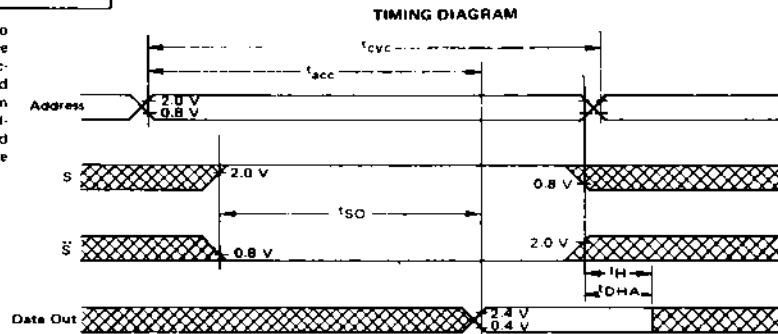 TIMING DIAGRAM
o
e
c-
d
n
d-
d
e
tcyc
tacc
Address
2.0 V
0.8 V
S
2.0 V
0.8 V
tSO
S̄
0.8 V
2.0 V
tH
tDHA
Data Out
2.4 V
0.4 V